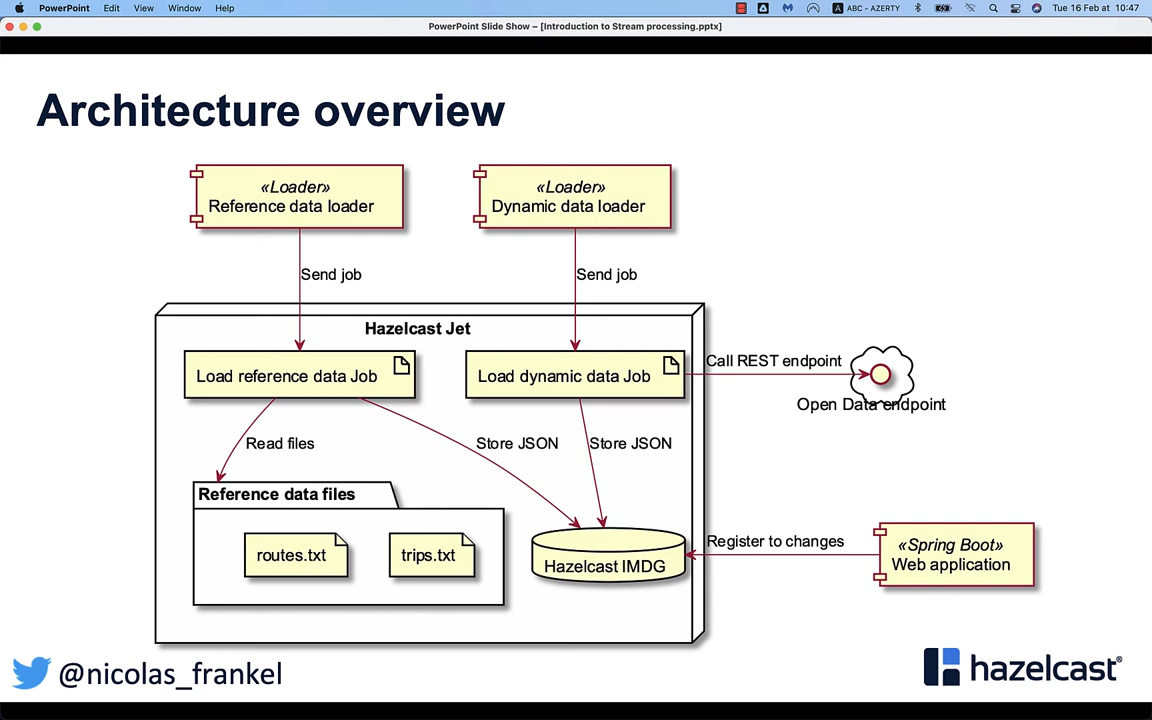 PowerPoint Edit View Window Help
A ABC - AZERTY
Tue 16 Feb at 10:47
PowerPoint Slide Show – [Introduction to Stream processing.pptx]
Architecture overview
«Loader»
Reference data loader
«Loader»
Dynamic data loader
Send job
Send job
Hazelcast Jet
Load reference data Job
Load dynamic data Job
Call REST endpoint
Open Data endpoint
Read files
Store JSON
Store JSON
Reference data files
routes.txt
trips.txt
Hazelcast IMDG
Register to changes
«Spring Boot»
Web application
@nicolas_frankel
hazelcast®